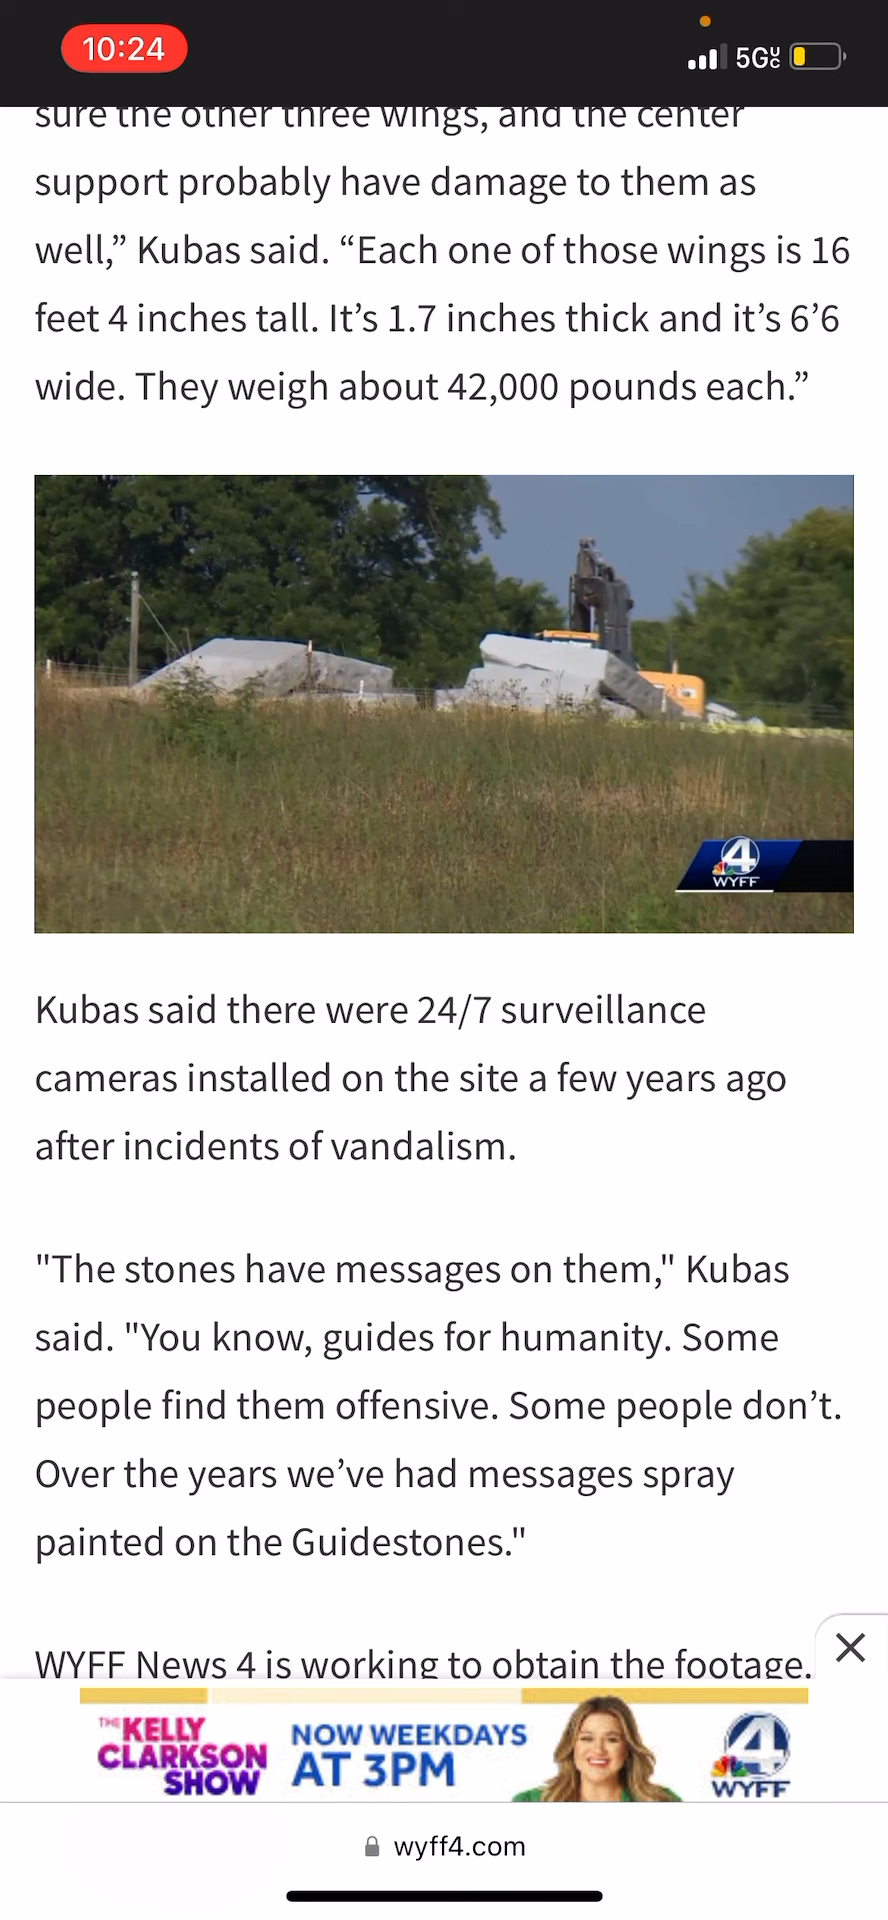 10:24
5GUC
sure the other three wings, and the center
support probably have damage to them as
well,” Kubas said. “Each one of those wings is 16
feet 4 inches tall. It’s 1.7 inches thick and it’s 6’6
wide. They weigh about 42,000 pounds each.”
4
WYFF
Kubas said there were 24/7 surveillance
cameras installed on the site a few years ago
after incidents of vandalism.
"The stones have messages on them," Kubas
said. "You know, guides for humanity. Some
people find them offensive. Some people don’t.
Over the years we’ve had messages spray
painted on the Guidestones."
WYFF News 4 is working to obtain the footage.
THE KELLY
CLARKSON
SHOW
NOW WEEKDAYS
AT 3PM
4
WYFF
wyff4.com